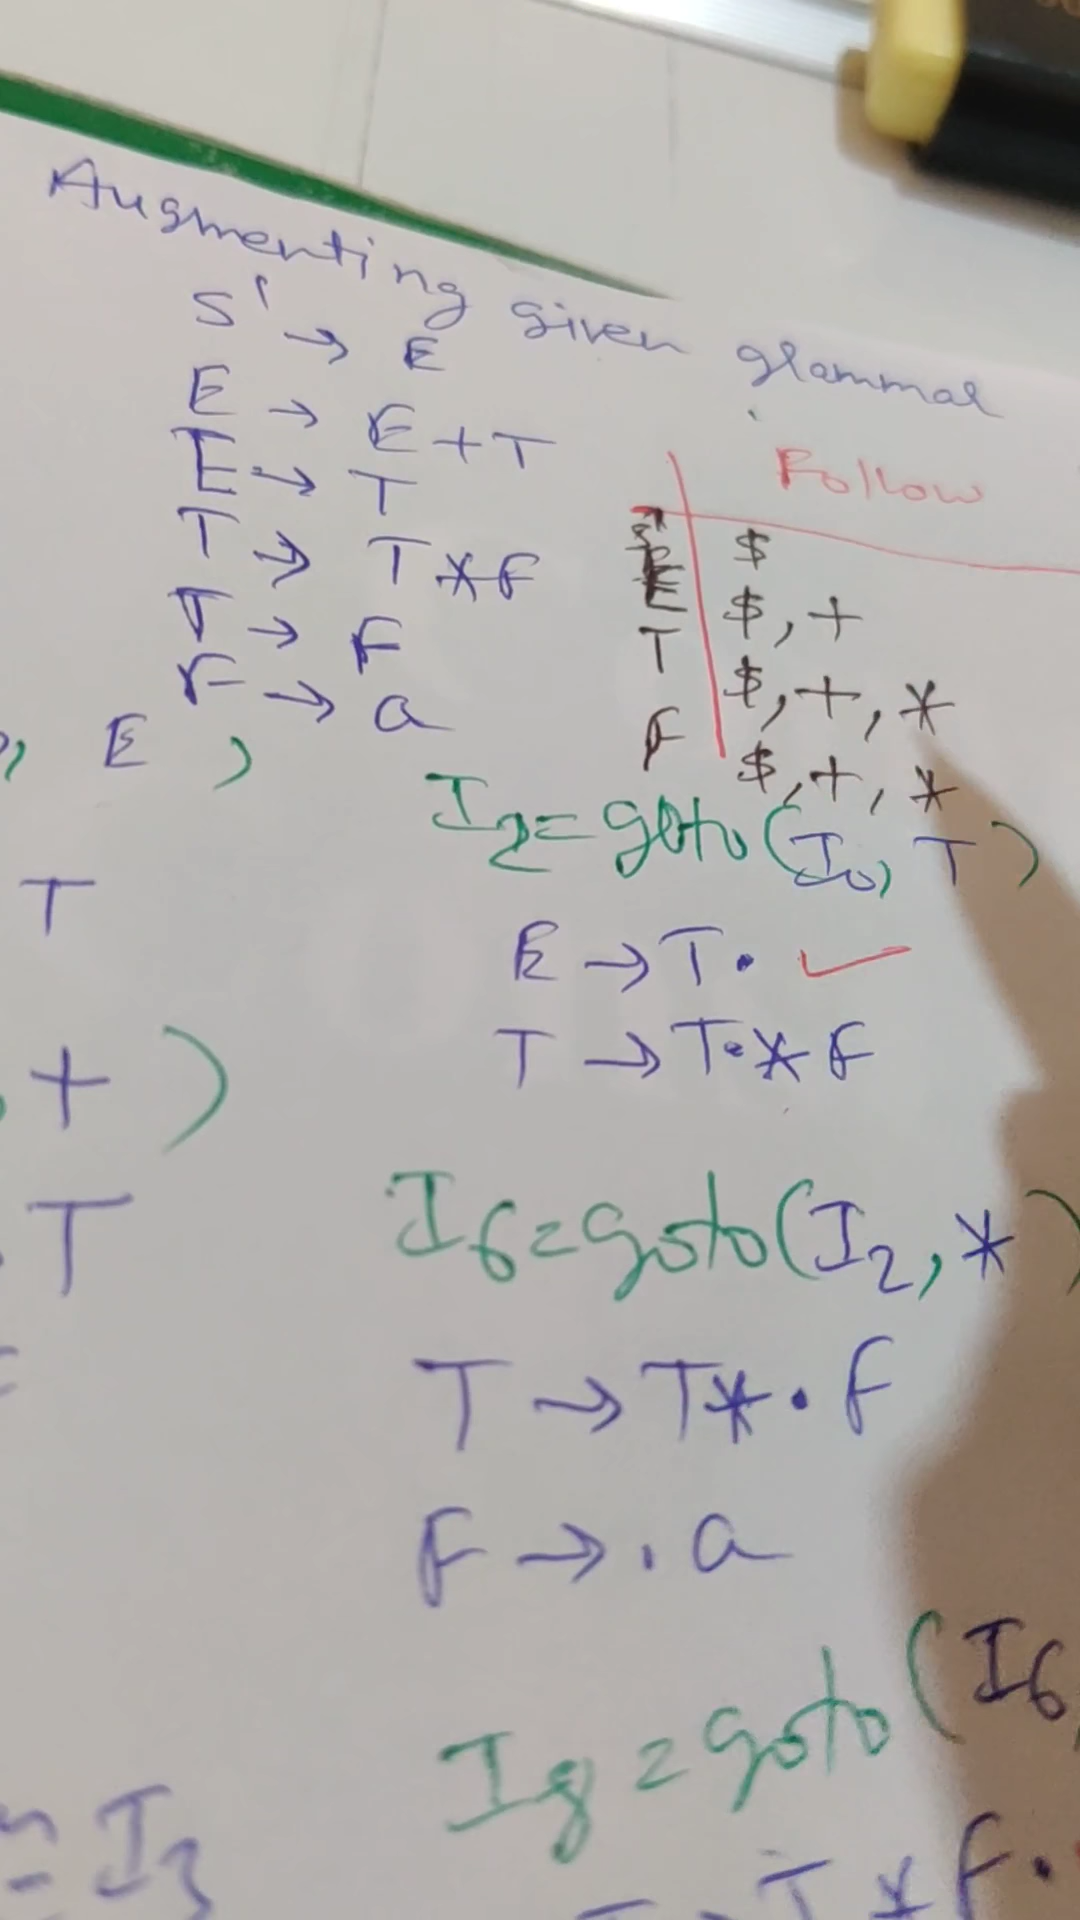 Augmenting given grammar
S' → E
E → E + T
E → T
T → T * F
T → F
F → a
Follow
S' $
E $, +
T $, +, *
F $, +, *
, E )
T
, + )
. T
= I3
I2 = goto (I0, T )
E → T . ✓
T → T . * F
I6 = goto (I2, * )
T → T * . F
F → . a
I8 = goto (I6,
T * F .